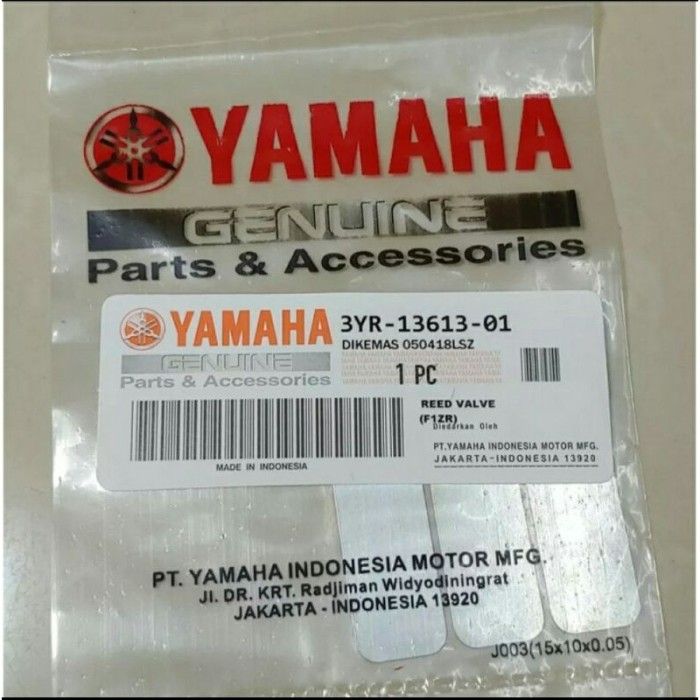 YAMAHA
GENUINE
Parts & Accessories
YAMAHA
GENUINE
Parts & Accessories
3YR-13613-01
DIKEMAS 050418LSZ
1 PC
REED VALVE
(F1ZR)
Diedarkan Oleh
PT.YAMAHA INDONESIA MOTOR MFG.
JAKARTA-INDONESIA 13920
MADE IN INDONESIA
PT. YAMAHA INDONESIA MOTOR MFG.
Jl. DR. KRT. Radjiman Widyodiningrat
JAKARTA - INDONESIA 13920
J003(15x10x0.05)